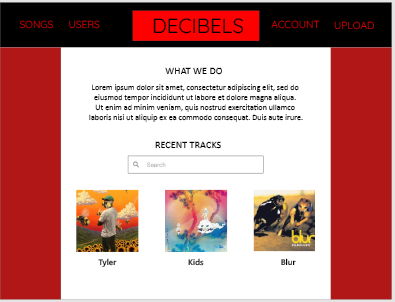 SONGS USERS DECIBELS ACCOUNT UPLOAD
WHAT WE DO
Lorem ipsum dolor sit amet, consectetur adipiscing elit, sed do
eiusmod tempor incididunt ut labore et dolore magna aliqua.
Ut enim ad minim veniam, quis nostrud exercitation ullamco
laboris nisi ut aliquip ex ea commodo consequat. Duis aute irure.
RECENT TRACKS
Search
blur
Tyler Kids Blur